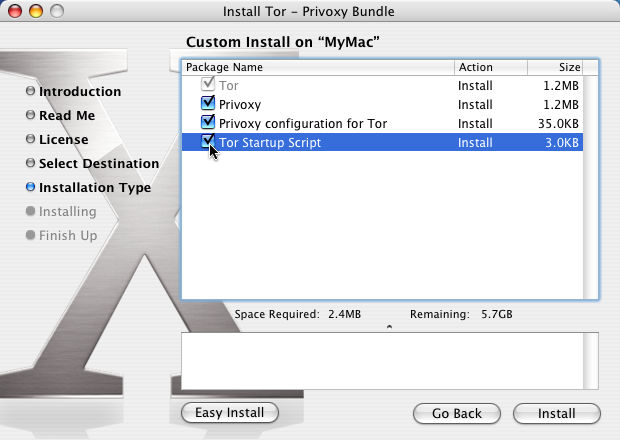 Install Tor – Privoxy Bundle
Custom Install on “MyMac”
Package Name Action Size
Tor Install 1.2MB
Privoxy Install 1.2MB
Privoxy configuration for Tor Install 35.0KB
Tor Startup Script Install 3.0KB
Introduction
Read Me
License
Select Destination
Installation Type
Installing
Finish Up
Space Required: 2.4MB Remaining: 5.7GB
Easy Install Go Back Install